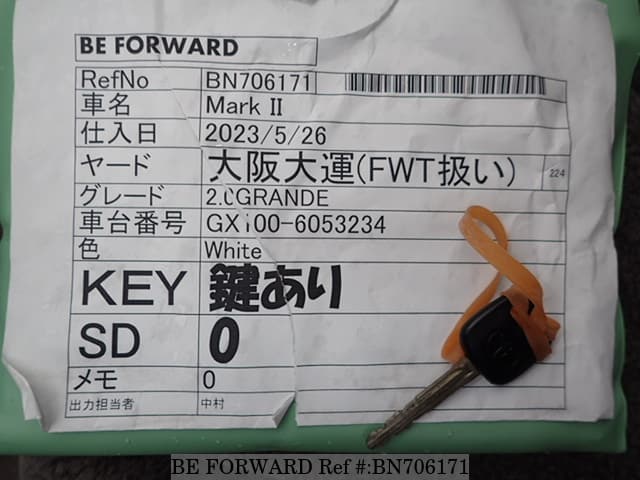 BE FORWARD
RefNo BN706171
車名 Mark II
仕入日 2023/5/26
ヤード 大阪大運(FWT扱い) 224
グレード 2.0GRANDE
車台番号 GX100-6053234
色 White
KEY 鍵あり
SD 0
メモ 0
出力担当者 中村
BE FORWARD Ref #:BN706171